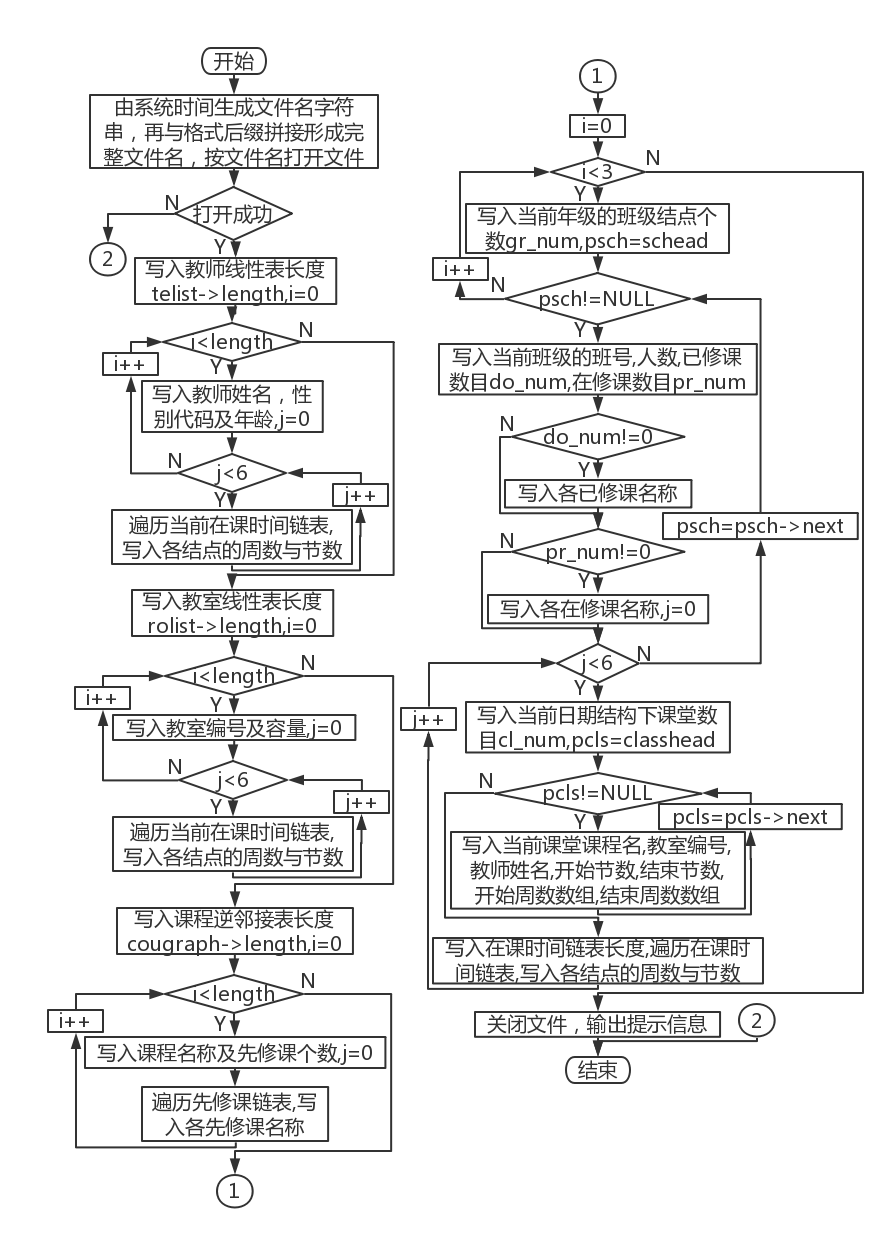 开始
由系统时间生成文件名字符
串，再与格式后缀拼接形成完
整文件名，按文件名打开文件
打开成功
N
Y
2
写入教师线性表长度
telist->length,i=0
i<length
N
Y
i++
写入教师姓名，性
别代码及年龄,j=0
j<6
N
Y
j++
遍历当前在课时间链表,
写入各结点的周数与节数
写入教室线性表长度
rolist->length,i=0
i<length
N
Y
i++
写入教室编号及容量,j=0
j<6
N
Y
j++
遍历当前在课时间链表,
写入各结点的周数与节数
写入课程逆邻接表长度
cougraph->length,i=0
i<length
N
Y
i++
写入课程名称及先修课个数,j=0
遍历先修课链表,写
入各先修课名称
1
1
i=0
i<3
N
Y
写入当前年级的班级结点个
数gr_num,psch=schead
i++
psch!=NULL
N
Y
写入当前班级的班号,人数,已修课
数目do_num,在修课数目pr_num
do_num!=0
N
Y
写入各已修课名称
psch=psch->next
pr_num!=0
N
Y
写入各在修课名称,j=0
j<6
N
Y
j++
写入当前日期结构下课堂数
目cl_num,pcls=classhead
pcls!=NULL
N
Y
pcls=pcls->next
写入当前课堂课程名,教室编号,
教师姓名,开始节数,结束节数,
开始周数数组,结束周数数组
写入在课时间链表长度,遍历在课时
间链表,写入各结点的周数与节数
关闭文件，输出提示信息
2
结束